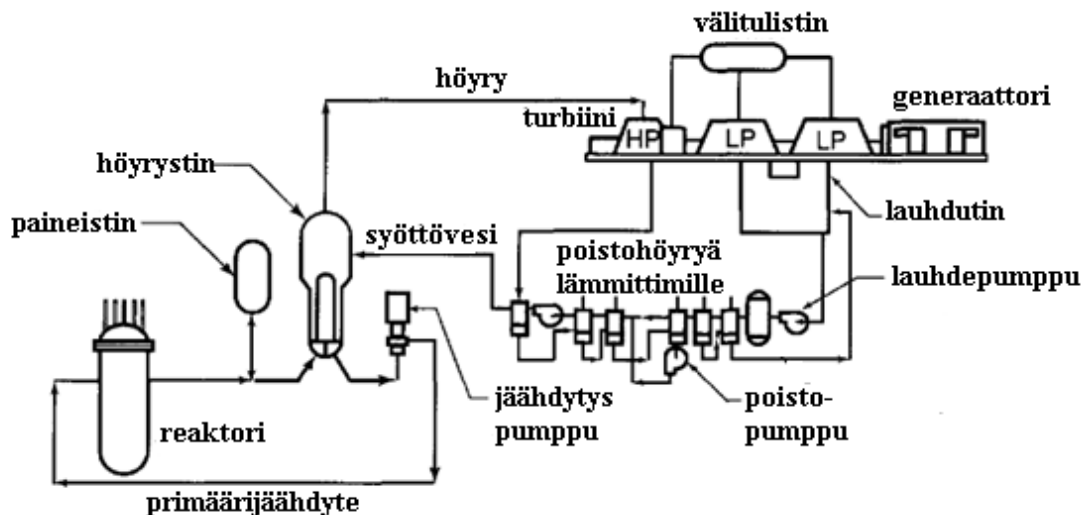 välitulistin
höyry
turbiini
generaattori
HP
LP
LP
höyrystin
paineistin
syöttövesi
lauhdutin
poistohöyryä
lämmittimille
lauhdepumppu
jäähdytys
pumppu
poisto-
pumppu
reaktori
primäärijäähdyte